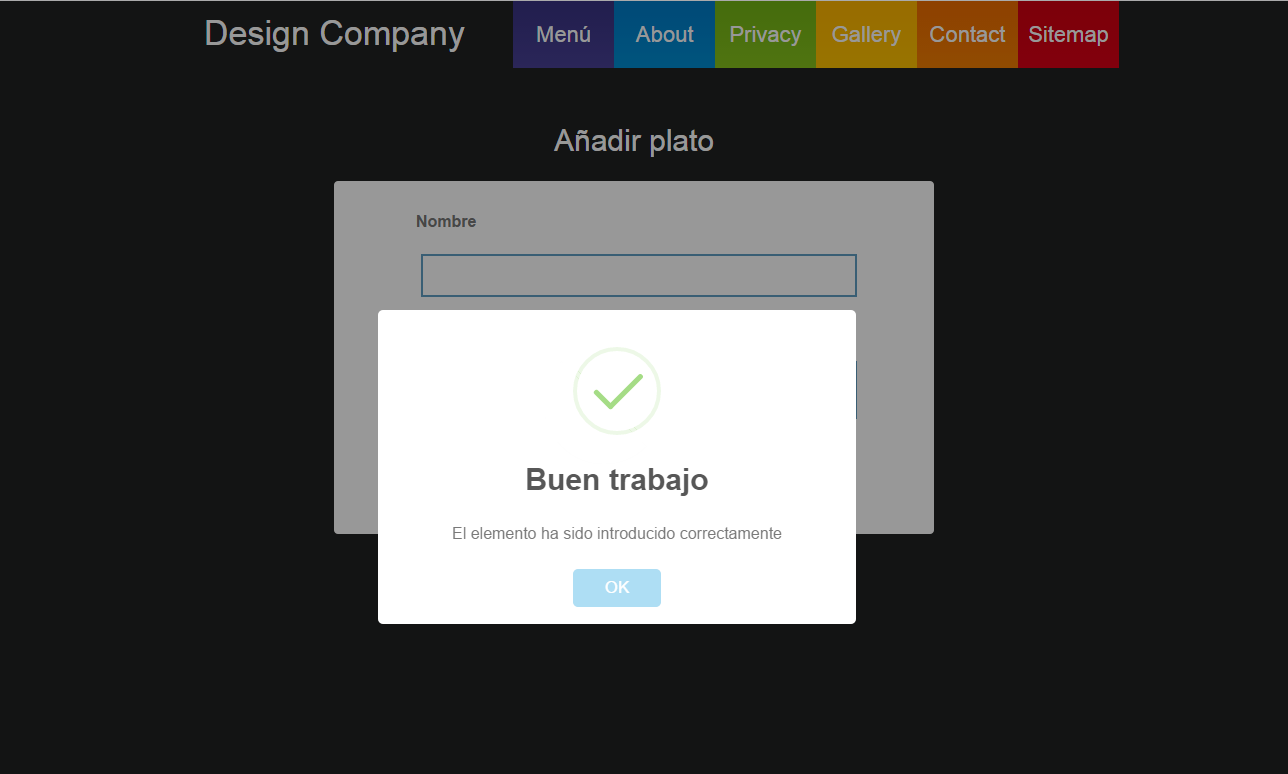 Design Company
Menú
About
Privacy
Gallery
Contact
Sitemap
Añadir plato
Nombre
Buen trabajo
El elemento ha sido introducido correctamente
OK